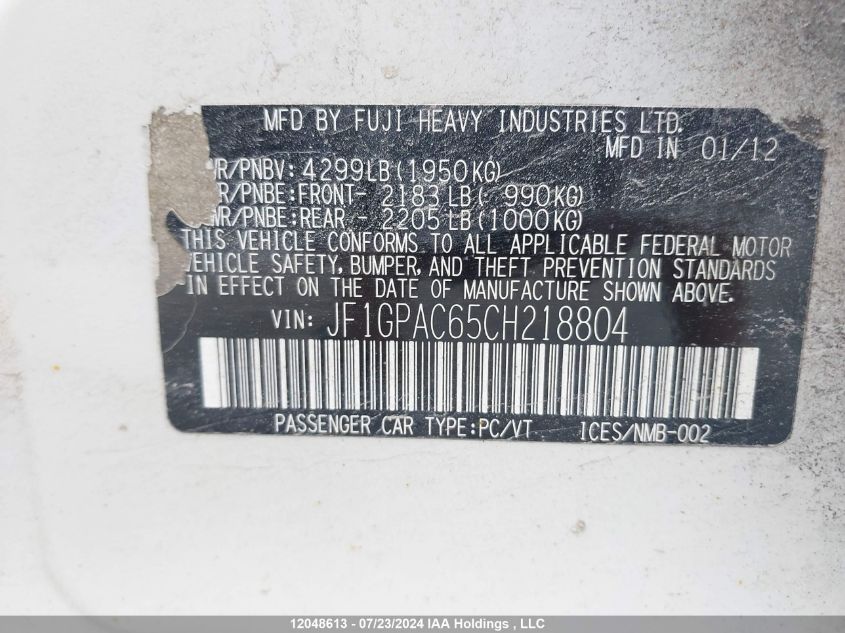 MFD BY FUJI HEAVY INDUSTRIES LTD.
MFD IN 01/12
WR/PNBV: 4299LB(1950KG)
WR/PNBE:FRONT- 2183LB( 990KG)
WR/PNBE:REAR - 2205LB(1000KG)
THIS VEHICLE CONFORMS TO ALL APPLICABLE FEDERAL MOTOR
VEHICLE SAFETY, BUMPER, AND THEFT PREVENTION STANDARDS
IN EFFECT ON THE DATE OF MANUFACTURE SHOWN ABOVE.
VIN: JF1GPAC65CH218804
PASSENGER CAR TYPE:PC/VT ICES/NMB-002
12048613 - 07/23/2024 IAA Holdings , LLC